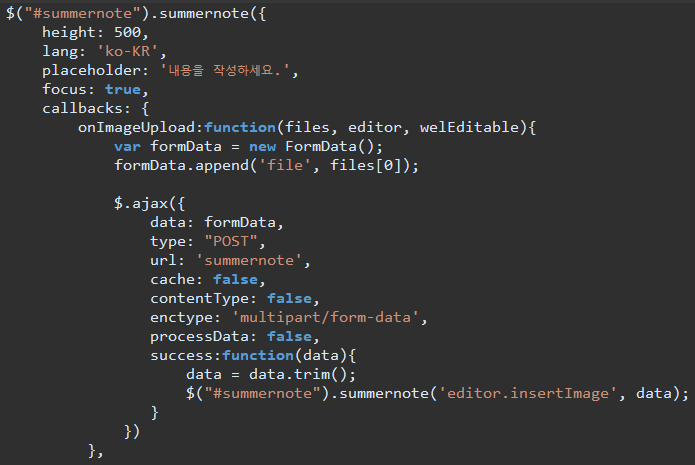 $("#summernote").summernote({
    height: 500,
    lang: 'ko-KR',
    placeholder: '내용을 작성하세요.',
    focus: true,
    callbacks: {
        onImageUpload:function(files, editor, welEditable){
            var formData = new FormData();
            formData.append('file', files[0]);

            $.ajax({
                data: formData,
                type: "POST",
                url: 'summernote',
                cache: false,
                contentType: false,
                enctype: 'multipart/form-data',
                processData: false,
                success:function(data){
                    data = data.trim();
                    $("#summernote").summernote('editor.insertImage', data);
                }
             })
         },